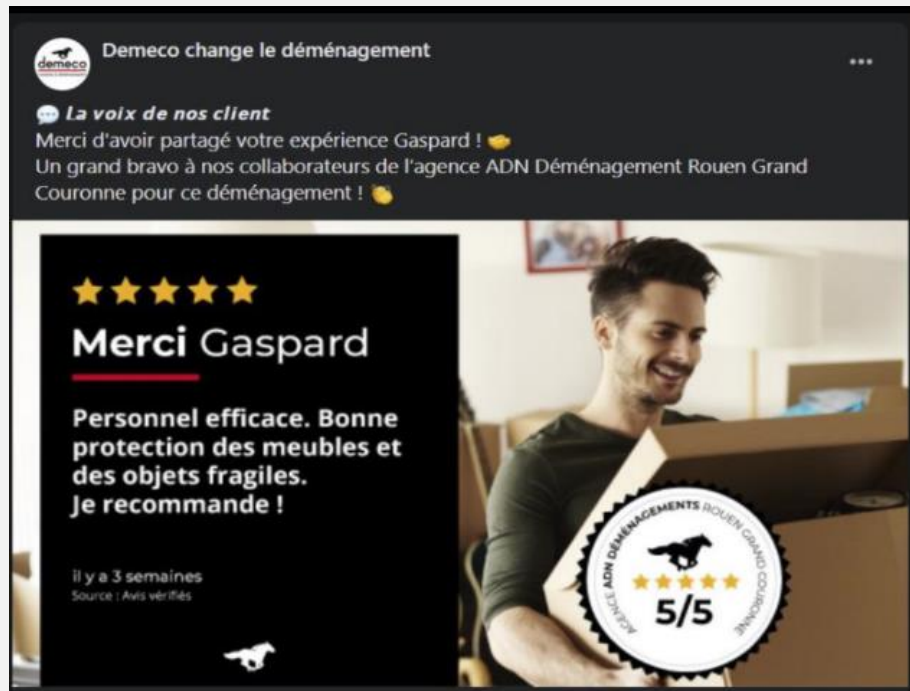 demeco
Demeco change le déménagement
💬 La voix de nos client
Merci d'avoir partagé votre expérience Gaspard ! 🤝
Un grand bravo à nos collaborateurs de l'agence ADN Déménagement Rouen Grand
Couronne pour ce déménagement ! 👏
Merci Gaspard
Personnel efficace. Bonne
protection des meubles et
des objets fragiles.
Je recommande !
il y a 3 semaines
Source : Avis vérifiés
AGENCE ADN DÉMÉNAGEMENTS ROUEN GRAND COURONNE
5/5